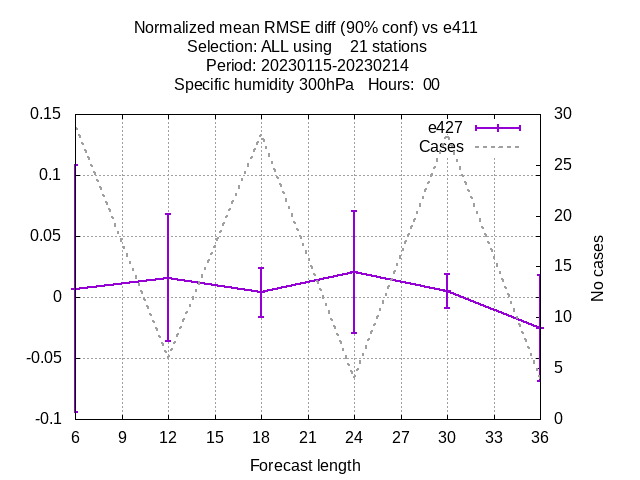 Normalized mean RMSE diff (90% conf) vs e411
Selection: ALL using    21 stations
Period: 20230115-20230214
Specific humidity 300hPa   Hours:  00
e427
Cases
0.15
0.1
0.05
0
-0.05
-0.1
30
25
20
15
10
5
0
No cases
6 9 12 15 18 21 24 27 30 33 36
Forecast length